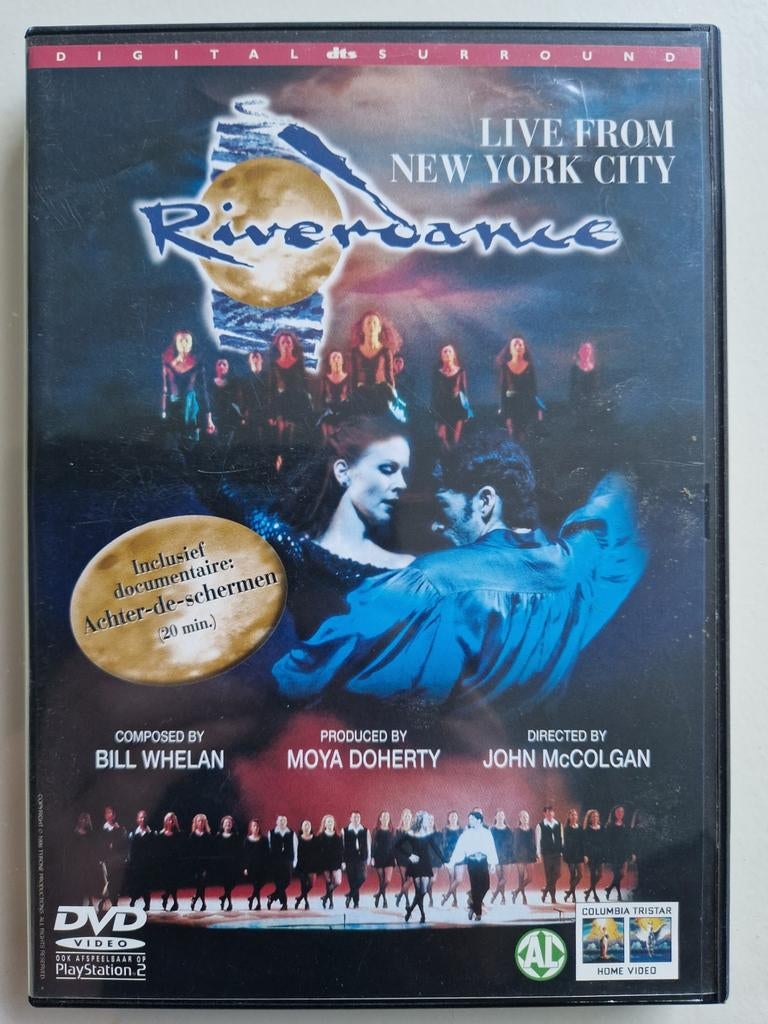 DIGITAL dts SURROUND
LIVE FROM
NEW YORK CITY
Riverdance
Inclusief
documentaire:
Achter-de-schermen
(20 min.)
COMPOSED BY
BILL WHELAN
PRODUCED BY
MOYA DOHERTY
DIRECTED BY
JOHN McCOLGAN
DVD
VIDEO
OOK AFSPEELBAAR OP
PlayStation 2
AL
COLUMBIA TRISTAR
HOME VIDEO